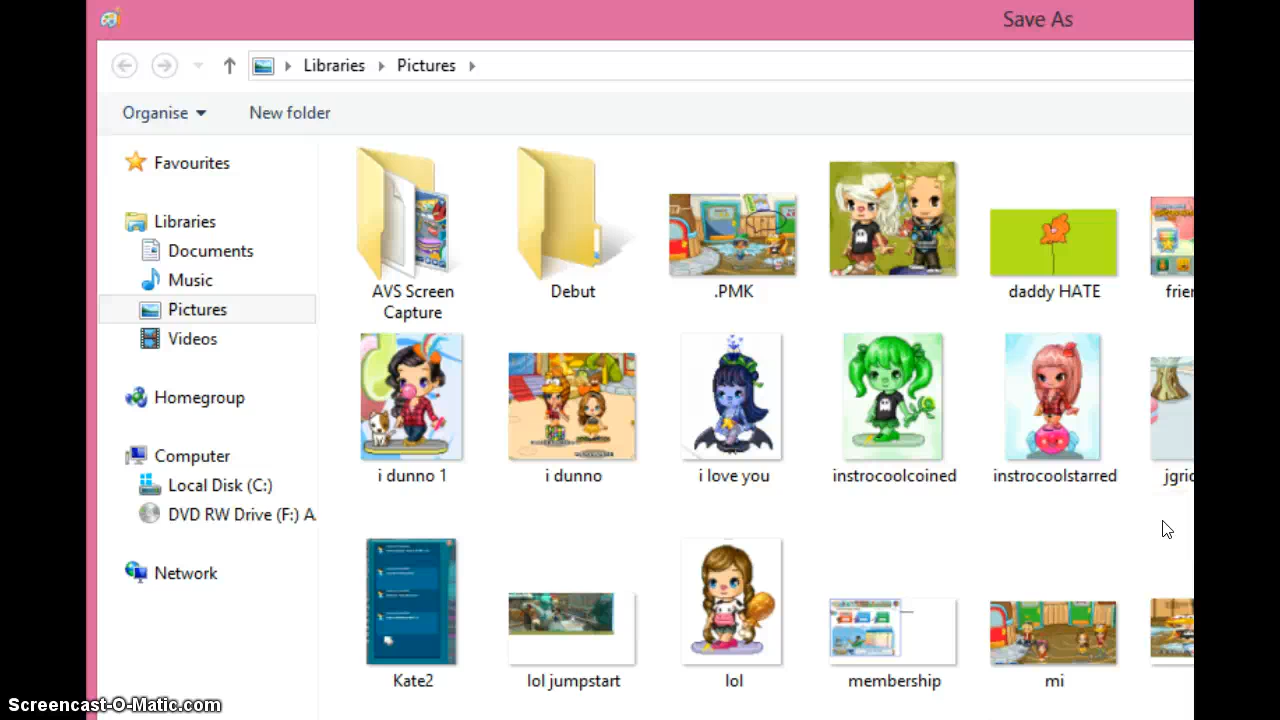 Save As
Libraries
Pictures
Organise
New folder
Favourites
Libraries
Documents
Music
Pictures
Videos
Homegroup
Computer
Local Disk (C:)
DVD RW Drive (F:) A
Network
AVS Screen
Capture
Debut
.PMK
daddy HATE
frien
i dunno 1
i dunno
i love you
instrocoolcoined
instrocoolstarred
jgric
Kate2
lol jumpstart
lol
membership
mi
Screencast-O-Matic.com